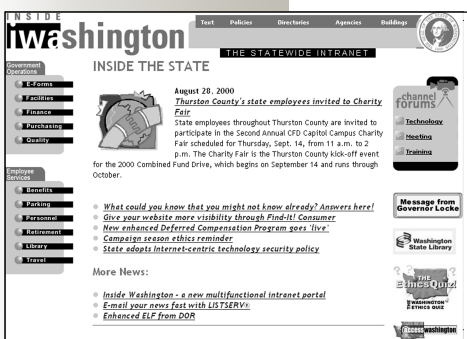 INSIDE
iwashington
Text Policies Directories Agencies Buildings
THE STATEWIDE INTRANET
Government
Operations
E-Forms
Facilities
Finance
Purchasing
Quality
Employee
Services
Benefits
Parking
Personnel
Retirement
Library
Travel
INSIDE THE STATE
August 28, 2000
Thurston County's state employees invited to Cherity
Fair
State employees throughout Thurston County are invited to
participate in the Second Annual CFD Capitol Campus Charity
Fair scheduled for Thursday, Sept. 14, from 11 a.m. to 2
p.m. The Charity Fair is the Thurston County kick-off event
for the 2000 Combined Fund Drive, which begins on September 14 and runs through
October.
What could you know that you might not know already? Answers here!
Give your website more visibility through Find-It! Consumer
New enhanced Deferred Compensation Program goes 'live'
Campaign season ethics reminder
State adopts Internet-centric technology security policy
More News:
Inside Washington - a new multifunctional intranet portal
E-mail your news fast with LISTSERV®
Enhanced ELF from DOR
channel
forums
Technology
Meeting
Training
Message from
Governor Locke
Washington
State Library
THE
EthicsQuiz!
WASHINGTON
ETHICS QUIZ
Access washington